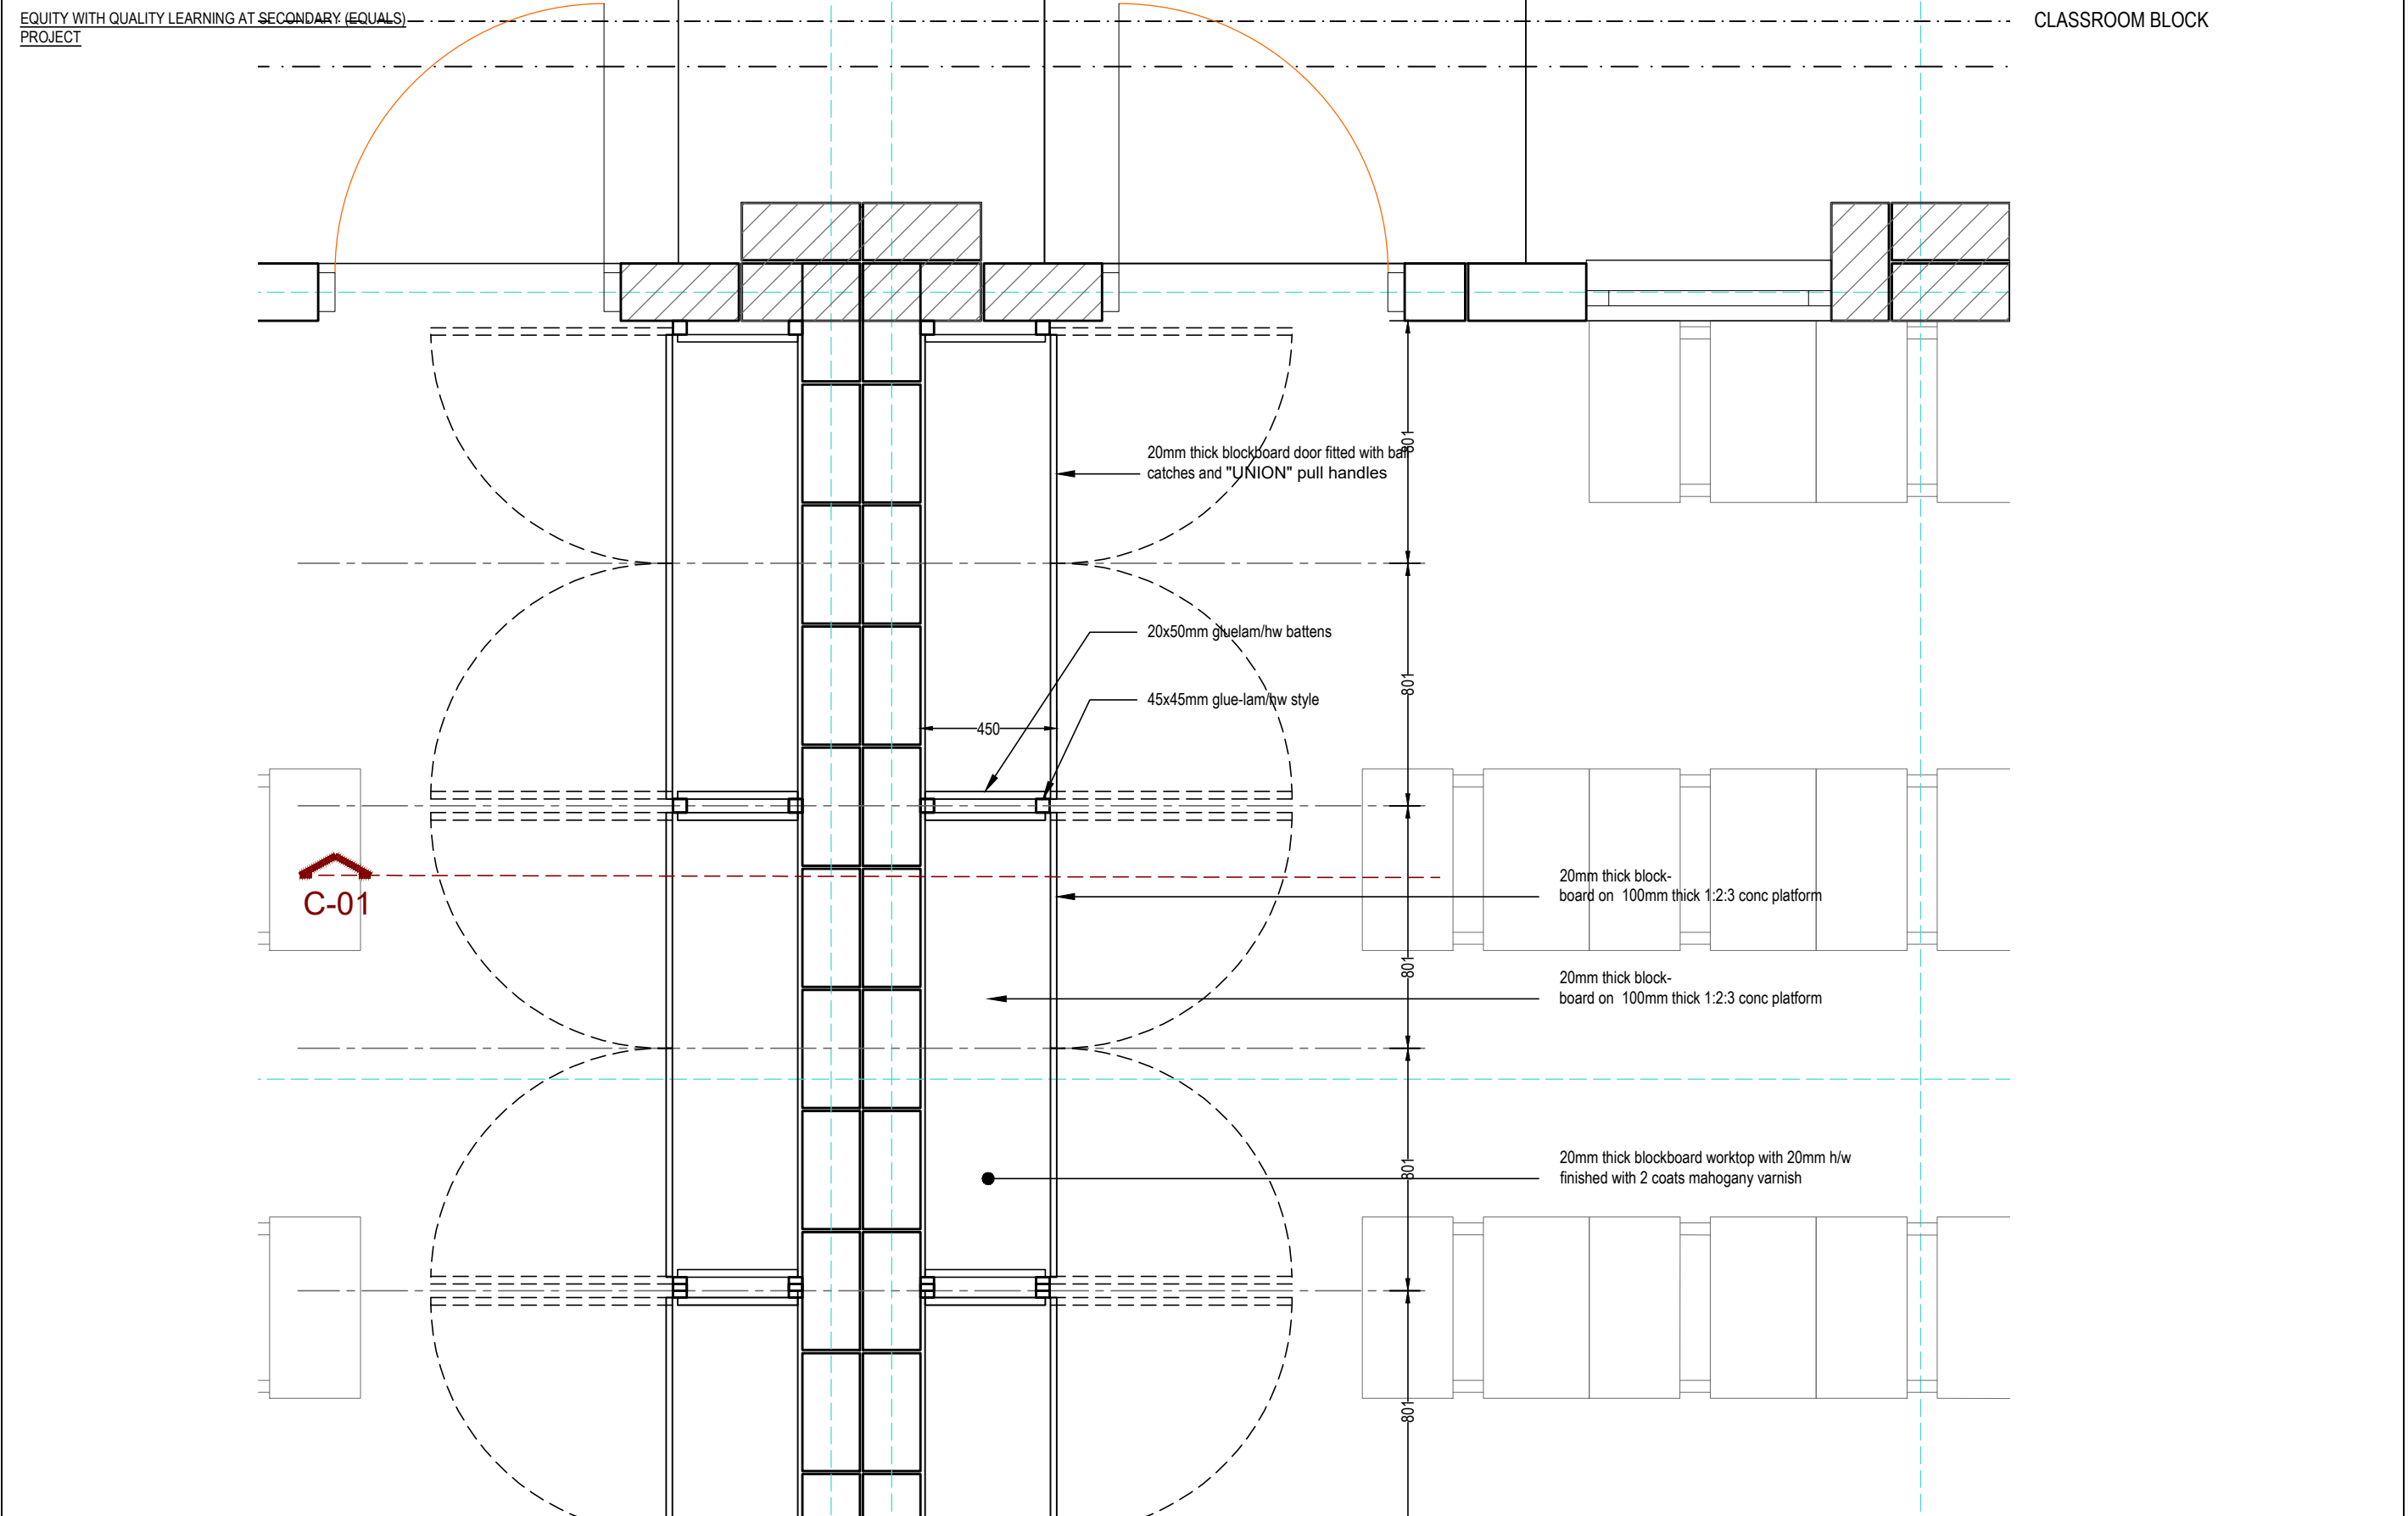 EQUITY WITH QUALITY LEARNING AT SECONDARY (EQUALS)
PROJECT
CLASSROOM BLOCK
20mm thick blockboard door fitted with bar
catches and "UNION" pull handles
801
20x50mm gluelam/hw battens
45x45mm glue-lam/hw style
801
450
20mm thick block-
board on 100mm thick 1:2:3 conc platform
C-01
801
20mm thick block-
board on 100mm thick 1:2:3 conc platform
20mm thick blockboard worktop with 20mm h/w
finished with 2 coats mahogany varnish
801
801